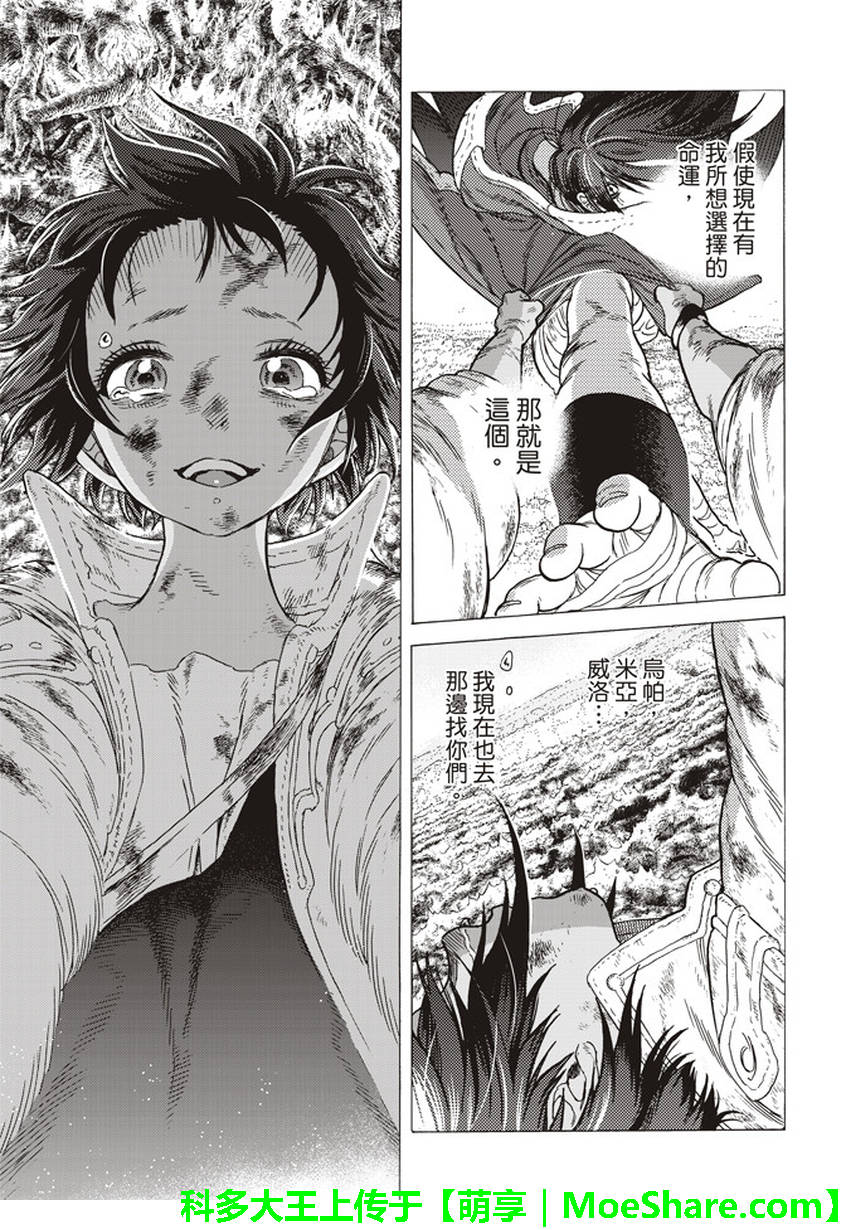 假使現在有
我所想選擇的
命運，
那就是
這個。
烏帕，
米亞，
威洛…
我現在也去
那邊找你們。
科多大王上传于【萌享｜MoeShare.com】